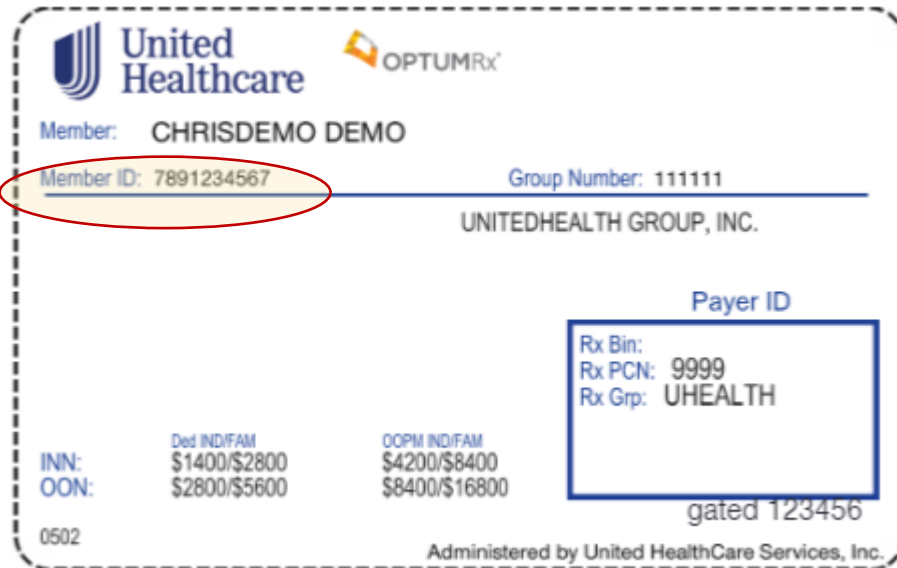 United
Healthcare
OPTUMRx
Member: CHRISDEMO DEMO
Member ID: 7891234567 Group Number: 111111
UNITEDHEALTH GROUP, INC.
Payer ID
Rx Bin:
Rx PCN: 9999
Rx Grp: UHEALTH
Ded IND/FAM OOPM IND/FAM
INN: $1400/$2800 $4200/$8400
OON: $2800/$5600 $8400/$16800
gated 123456
0502
Administered by United HealthCare Services, Inc.